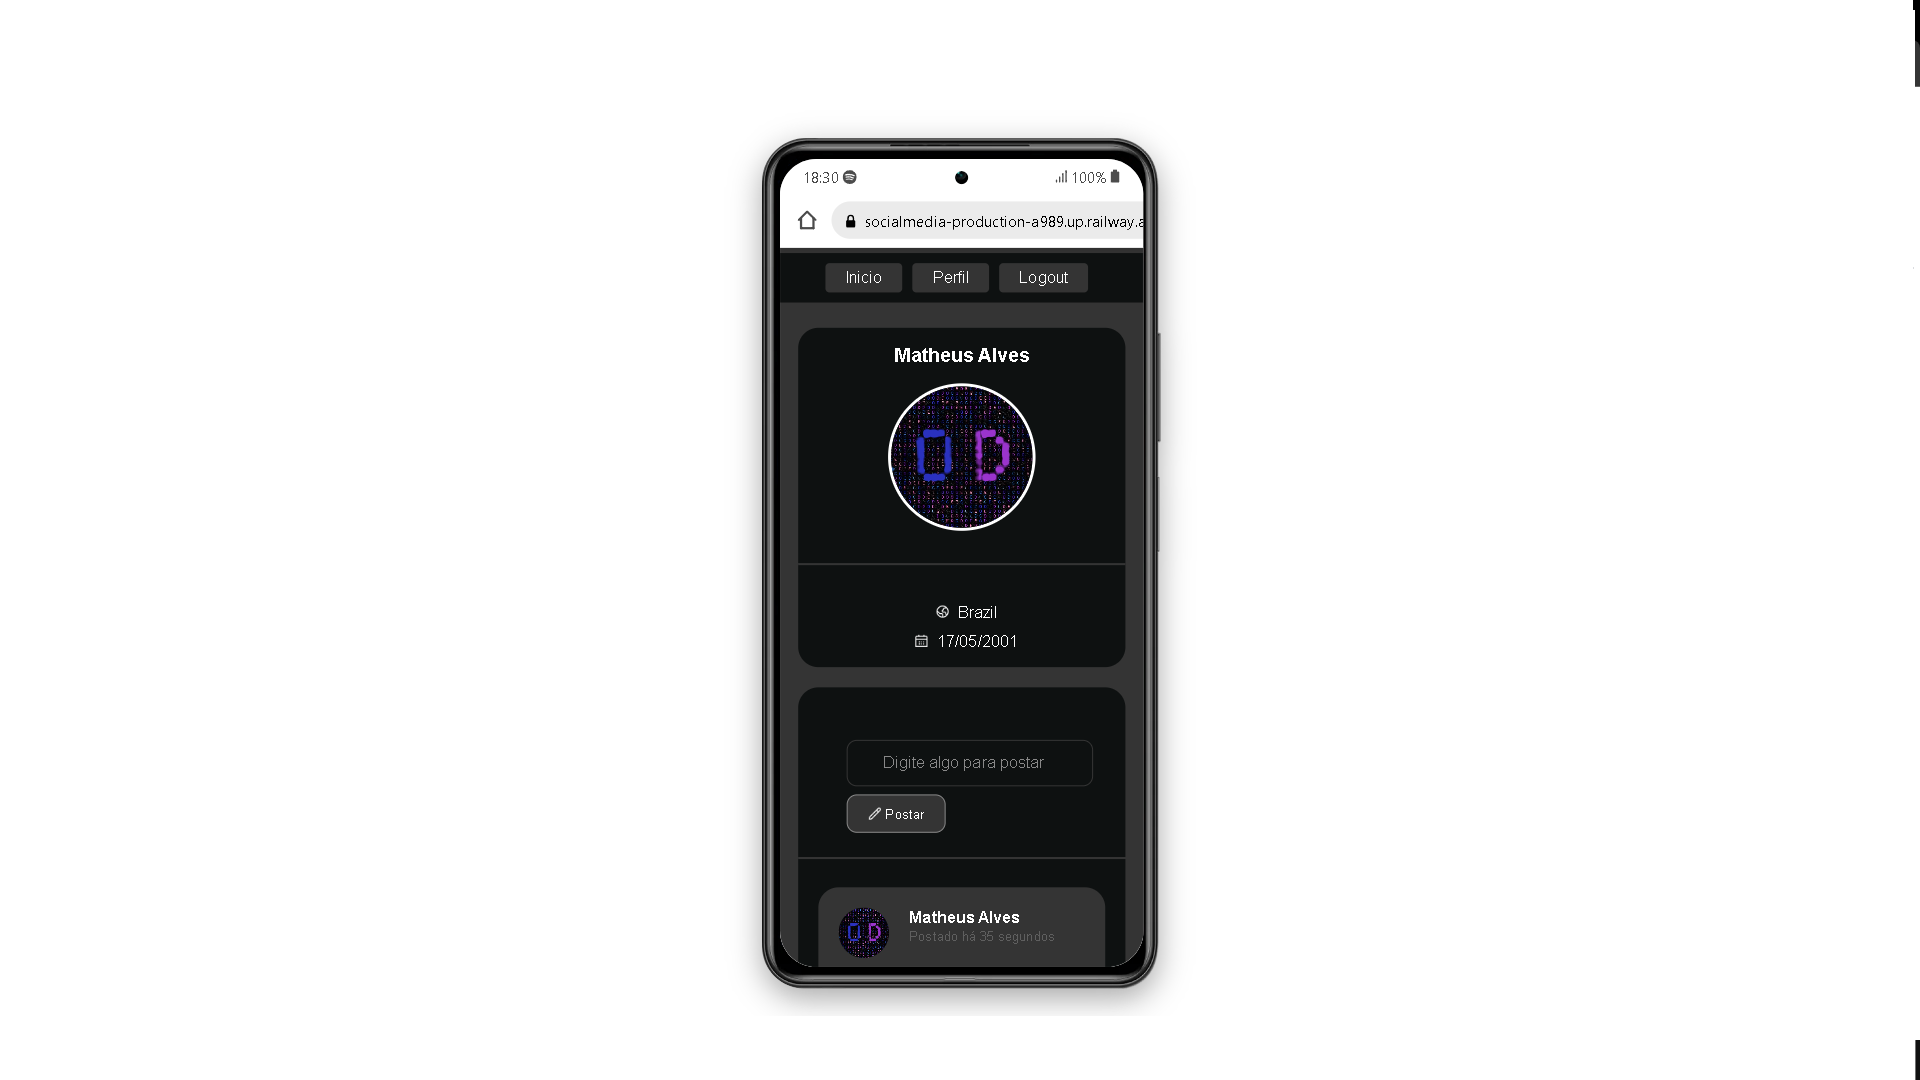 18:30 100%
socialmedia-production-a989.up.railway.a
Inicio Perfil Logout
Matheus Alves
O D
Brazil
17/05/2001
Digite algo para postar
Postar
Matheus Alves
Postado há 35 segundos